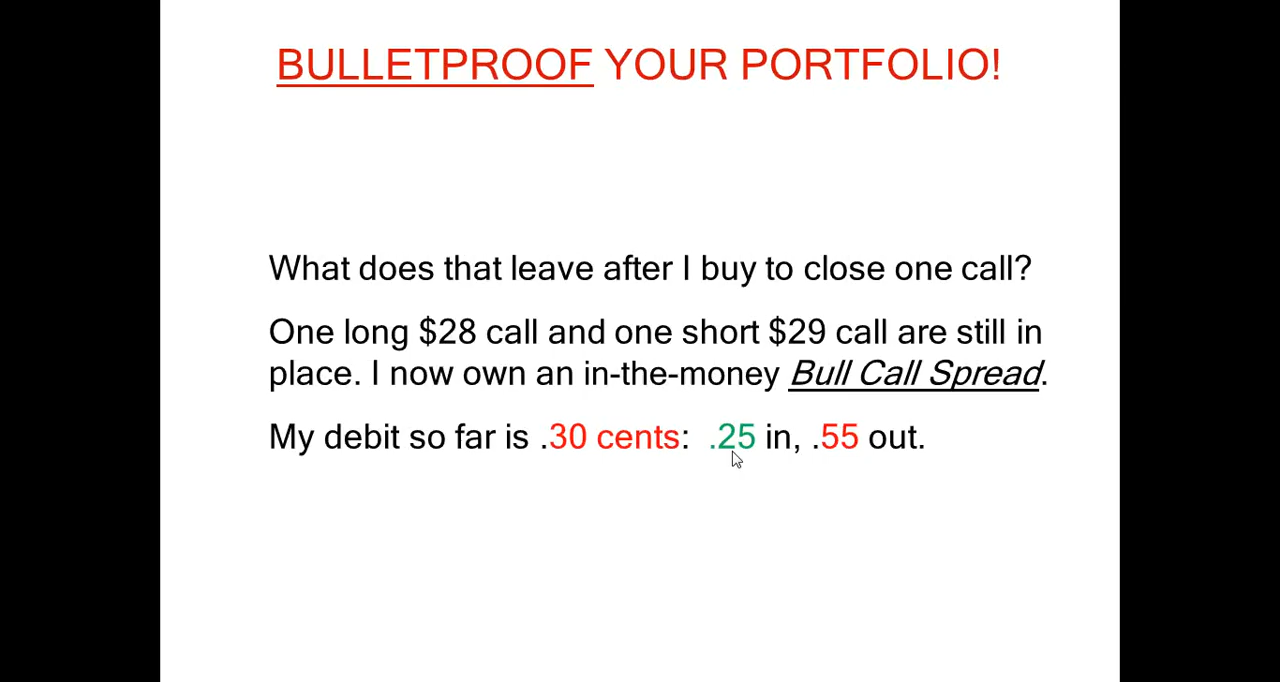 BULLETPROOF YOUR PORTFOLIO!
What does that leave after I buy to close one call?
One long $28 call and one short $29 call are still in
place. I now own an in-the-money Bull Call Spread.
My debit so far is .30 cents:  .25 in, .55 out.